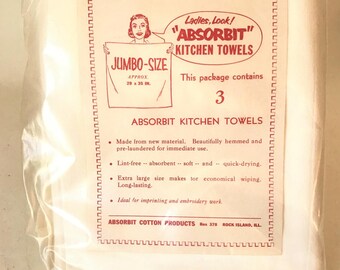 Ladies, Look!
"ABSORBIT"
KITCHEN TOWELS
JUMBO-SIZE
APPROX.
This package contains
3
ABSORBIT KITCHEN TOWELS
• Made from new material. Beautifully hemmed and
pre-laundered for immediate use.
• Lint-free — absorbent — soft — and — quick-drying.
• Extra large size makes for economical wiping.
Long-lasting.
• Ideal for imprinting and embroidery work.
ABSORBIT COTTON PRODUCTS Box 578 ROCK ISLAND, ILL.